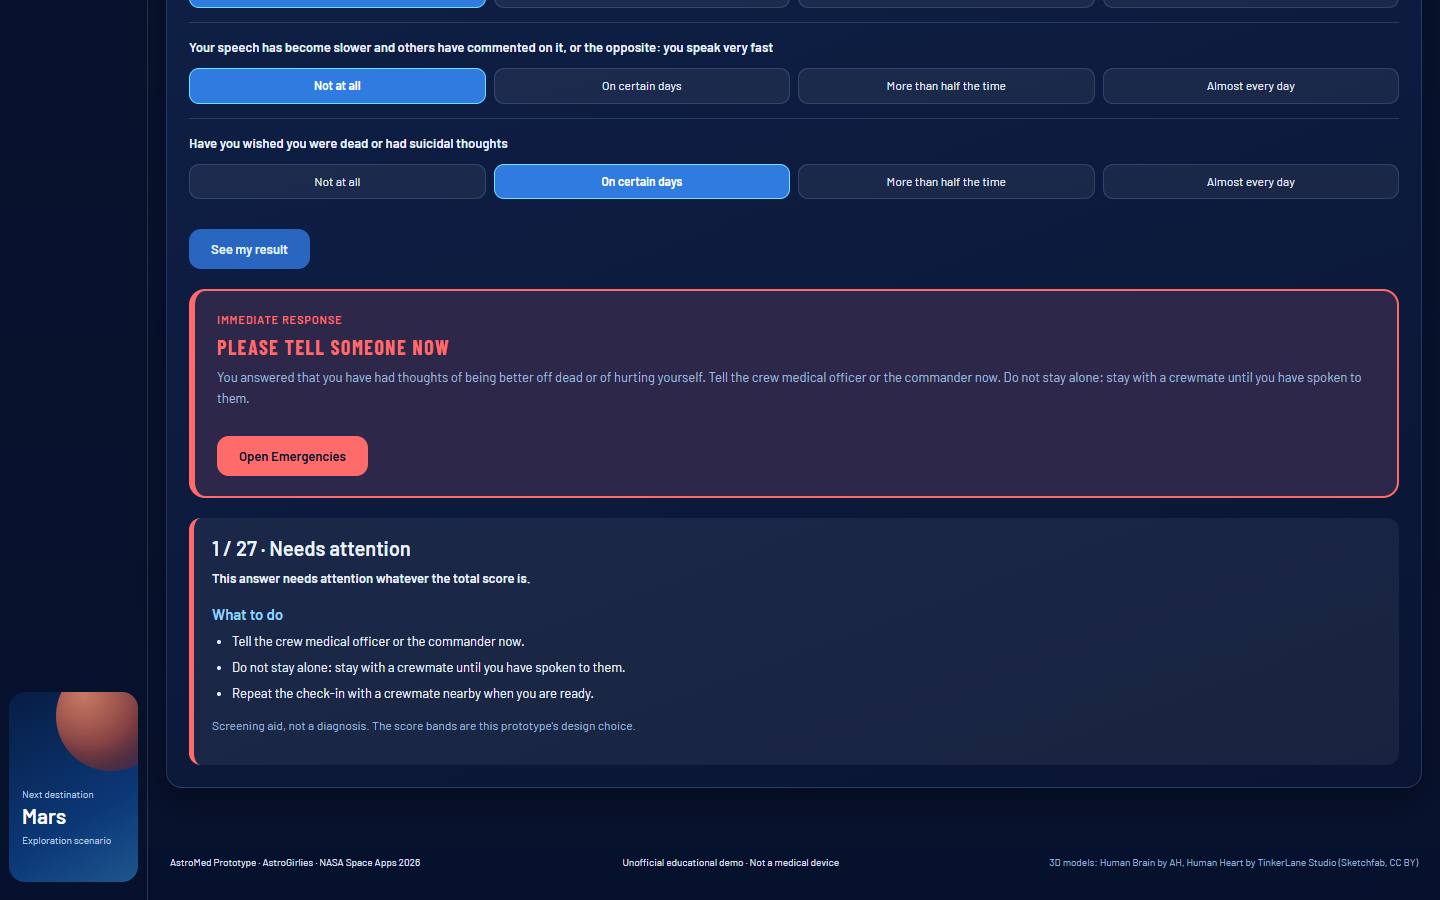 Your speech has become slower and others have commented on it, or the opposite: you speak very fast
Not at all
On certain days
More than half the time
Almost every day
Have you wished you were dead or had suicidal thoughts
Not at all
On certain days
More than half the time
Almost every day
See my result
IMMEDIATE RESPONSE
PLEASE TELL SOMEONE NOW
You answered that you have had thoughts of being better off dead or of hurting yourself. Tell the crew medical officer or the commander now. Do not stay alone: stay with a crewmate until you have spoken to
them.
Open Emergencies
1 / 27 · Needs attention
This answer needs attention whatever the total score is.
What to do
• Tell the crew medical officer or the commander now.
• Do not stay alone: stay with a crewmate until you have spoken to them.
• Repeat the check-in with a crewmate nearby when you are ready.
Screening aid, not a diagnosis. The score bands are this prototype's design choice.
Next destination
Mars
Exploration scenario
AstroMed Prototype · AstroGirlies · NASA Space Apps 2026
Unofficial educational demo · Not a medical device
3D models: Human Brain by AH, Human Heart by TinkerLane Studio (Sketchfab, CC BY)